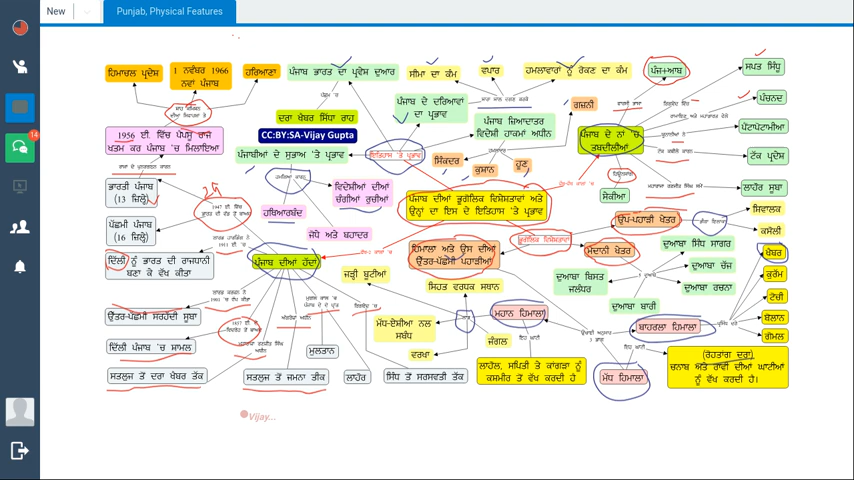 New
Punjab, Physical Features
ਹਿਮਾਚਲ ਪ੍ਰਦੇਸ਼
1 ਨਵੰਬਰ 1966
ਨਵਾਂ ਪੰਜਾਬ
ਹਰਿਆਣਾ
ਪੰਜਾਬ ਭਾਰਤ ਦਾ ਪ੍ਰਵੇਸ਼ ਦੁਆਰ
ਸੀਮਾ ਦਾ ਕੰਮ
ਵਪਾਰ
ਹਮਲਾਵਾਰਾਂ ਨੂੰ ਰੋਕਣ ਦਾ ਕੰਮ
ਪੰਜ+ਆਬ
ਸਪਤ ਸਿੰਧੂ
ਪੰਚਨਦ
ਪੈਂਟਾਪੋਟਾਮੀਆ
ਟੱਕ ਪ੍ਰਦੇਸ਼
ਲਾਹੌਰ ਸੂਬਾ
ਸੇਕੀਆ
ਪੰਜਾਬ ਦੇ ਨਾਂ 'ਚ
ਤਬਦੀਲੀਆਂ
ਪੰਜਾਬ ਦੇ ਦਰਿਆਵਾਂ
ਦਾ ਪ੍ਰਭਾਵ
ਦਰਾ ਖੈਬਰ ਸਿੱਧਾ ਰਾਹ
CC:BY:SA-Vijay Gupta
ਪੰਜਾਬੀਆਂ ਦੇ ਸੁਭਾਅ 'ਤੇ ਪ੍ਰਭਾਵ
ਇਤਿਹਾਸ 'ਤੇ ਪ੍ਰਭਾਵ
ਪੰਜਾਬ ਜ਼ਿਆਦਾਤਰ
ਵਿਦੇਸ਼ੀ ਹਾਕਮਾਂ ਅਧੀਨ
ਗਜ਼ਨੀ
ਸਿਕੰਦਰ
ਕੁਸ਼ਾਨ
ਹੂਣ
1956 ਈ. ਵਿੱਚ ਪੈਪਸੂ ਰਾਜ
ਖ਼ਤਮ ਕਰ ਪੰਜਾਬ 'ਚ ਮਿਲਾਇਆ
ਭਾਰਤੀ ਪੰਜਾਬ
(13 ਜ਼ਿਲ੍ਹੇ)
ਪੱਛਮੀ ਪੰਜਾਬ
(16 ਜ਼ਿਲ੍ਹੇ)
ਦਿੱਲੀ ਨੂੰ ਭਾਰਤ ਦੀ ਰਾਜਧਾਨੀ
ਬਣਾ ਕੇ ਵੱਖ ਕੀਤਾ
ਉੱਤਰ-ਪੱਛਮੀ ਸਰਹੱਦੀ ਸੂਬਾ
ਦਿੱਲੀ ਪੰਜਾਬ 'ਚ ਸ਼ਾਮਲ
ਸਤਲੁਜ ਤੋਂ ਦਰਾ ਖੈਬਰ ਤੱਕ
ਸਤਲੁਜ ਤੋਂ ਜਮਨਾ ਤੀਕ
ਮੁਲਤਾਨ
ਲਾਹੌਰ
ਸਿੰਧ ਤੋਂ ਸਰਸਵਤੀ ਤੱਕ
ਪੰਜਾਬ ਦੀਆਂ ਹੱਦਾਂ
ਹਥਿਆਰਬੰਦ
ਵਿਦੇਸ਼ੀਆਂ ਦੀਆਂ
ਚੰਗੀਆਂ ਰੁਚੀਆਂ
ਜੋਧੇ ਅਤੇ ਬਹਾਦਰ
ਪੰਜਾਬ ਦੀਆਂ ਭੂਗੋਲਿਕ ਵਿਸ਼ੇਸ਼ਤਾਵਾਂ ਅਤੇ
ਉਨ੍ਹਾਂ ਦਾ ਇਸ ਦੇ ਇਤਿਹਾਸ 'ਤੇ ਪ੍ਰਭਾਵ
ਭੂਗੋਲਿਕ ਵਿਸ਼ੇਸ਼ਤਾਵਾਂ
ਹਿਮਾਲਾ ਅਤੇ ਉਸ ਦੀਆਂ
ਉੱਤਰ-ਪੱਛਮੀ ਪਹਾੜੀਆਂ
ਉਪ-ਪਹਾੜੀ ਖੇਤਰ
ਸਿਵਾਲਕ
ਕਸੌਲੀ
ਮੈਦਾਨੀ ਖੇਤਰ
ਦੁਆਬਾ ਸਿੰਧ ਸਾਗਰ
ਦੁਆਬਾ ਚੱਜ
ਦੁਆਬਾ ਰਚਨਾ
ਦੁਆਬਾ ਬਾਰੀ
ਦੁਆਬਾ ਬਿਸਤ
ਜਲੰਧਰ
ਜੜ੍ਹੀ ਬੂਟੀਆਂ
ਸਿਹਤ ਵਰਧਕ ਸਥਾਨ
ਮੱਧ-ਏਸ਼ੀਆ ਨਲ
ਸਬੰਧ
ਵਰਖਾ
ਜੰਗਲ
ਮਹਾਨ ਹਿਮਾਲਾ
ਲਾਹੌਲ, ਸਪਿਤੀ ਤੇ ਕਾਂਗੜਾ ਨੂੰ
ਕਸ਼ਮੀਰ ਤੋਂ ਵੱਖ ਕਰਦੀ ਹੈ
ਮੱਧ ਹਿਮਾਲਾ
(ਰੋਹਤਾਂਗ ਦਰਾ)
ਚਨਾਬ ਅਤੇ ਰਾਵੀ ਦੀਆਂ ਘਾਟੀਆਂ
ਨੂੰ ਵੱਖ ਕਰਦੀ ਹੈ।
ਬਾਹਰਲਾ ਹਿਮਾਲਾ
ਖੈਬਰ
ਕੁਰੱਮ
ਟੋਚੀ
ਬੋਲਾਨ
ਗੋਮਲ
Vijay...
14